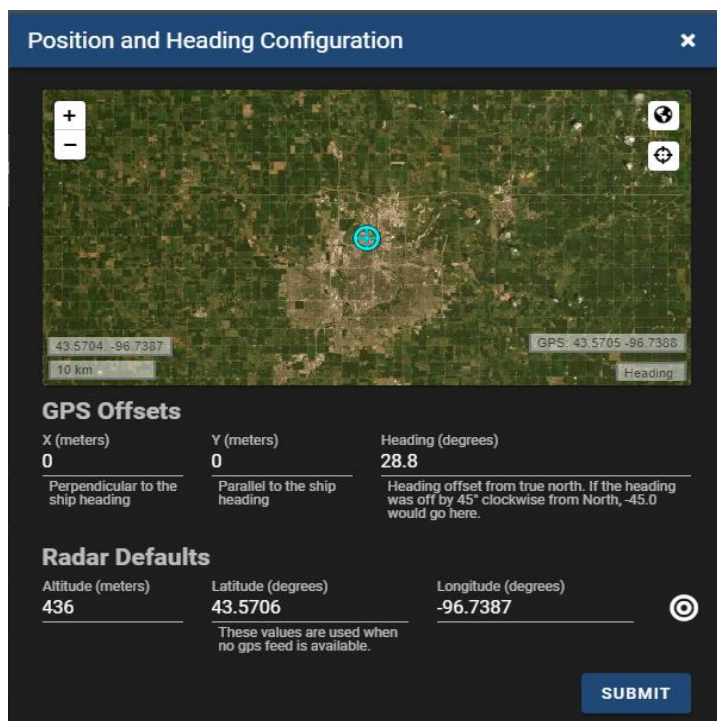 Position and Heading Configuration
+
−
43.5704, -96.7387
GPS: 43.5705 -96.7388
10 km
Heading
GPS Offsets
X (meters)
Y (meters)
Heading (degrees)
0
0
28.8
Perpendicular to the
ship heading
Parallel to the ship
heading
Heading offset from true north. If the heading
was off by 45° clockwise from North, -45.0
would go here.
Radar Defaults
Altitude (meters)
Latitude (degrees)
Longitude (degrees)
436
43.5706
-96.7387
These values are used when
no gps feed is available.
SUBMIT